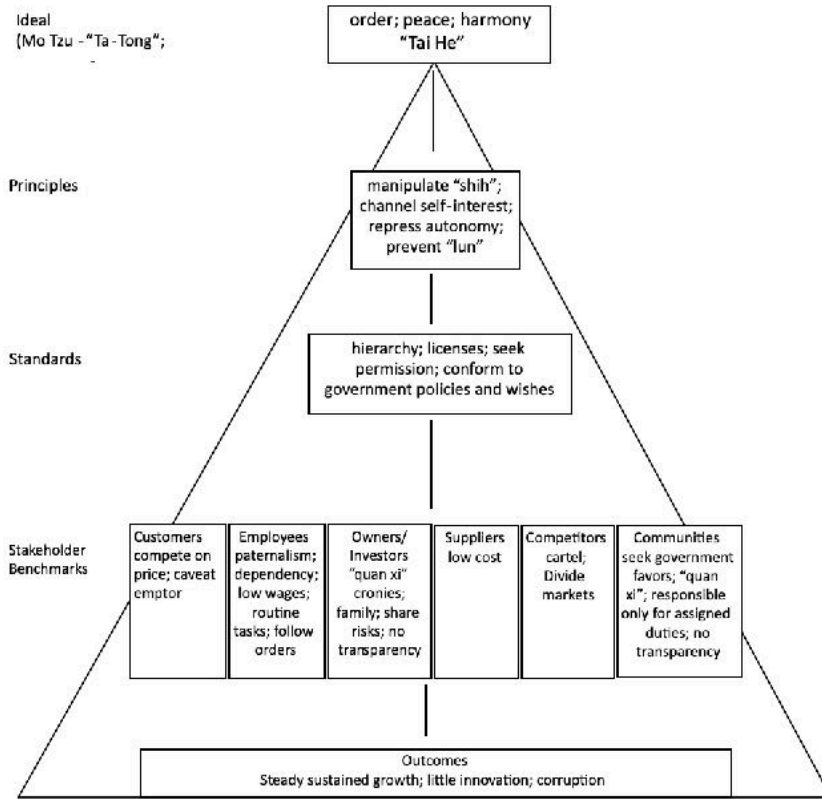 Ideal
(Mo Tzu -"Ta-Tong";
-
order; peace; harmony
"Tai He"
Principles
manipulate "shih";
channel self-interest;
repress autonomy;
prevent "lun"
Standards
hierarchy; licenses; seek
permission; conform to
government policies and wishes
Stakeholder
Benchmarks
Customers
compete on
price; caveat
emptor
Employees
paternalism;
dependency;
low wages;
routine
tasks; follow
orders
Owners/
Investors
"quan xi"
cronies;
family; share
risks; no
transparency
Suppliers
low cost
Competitors
cartel;
Divide
markets
Communities
seek government
favors; "quan
xi"; responsible
only for assigned
duties; no
transparency
Outcomes
Steady sustained growth; little innovation; corruption